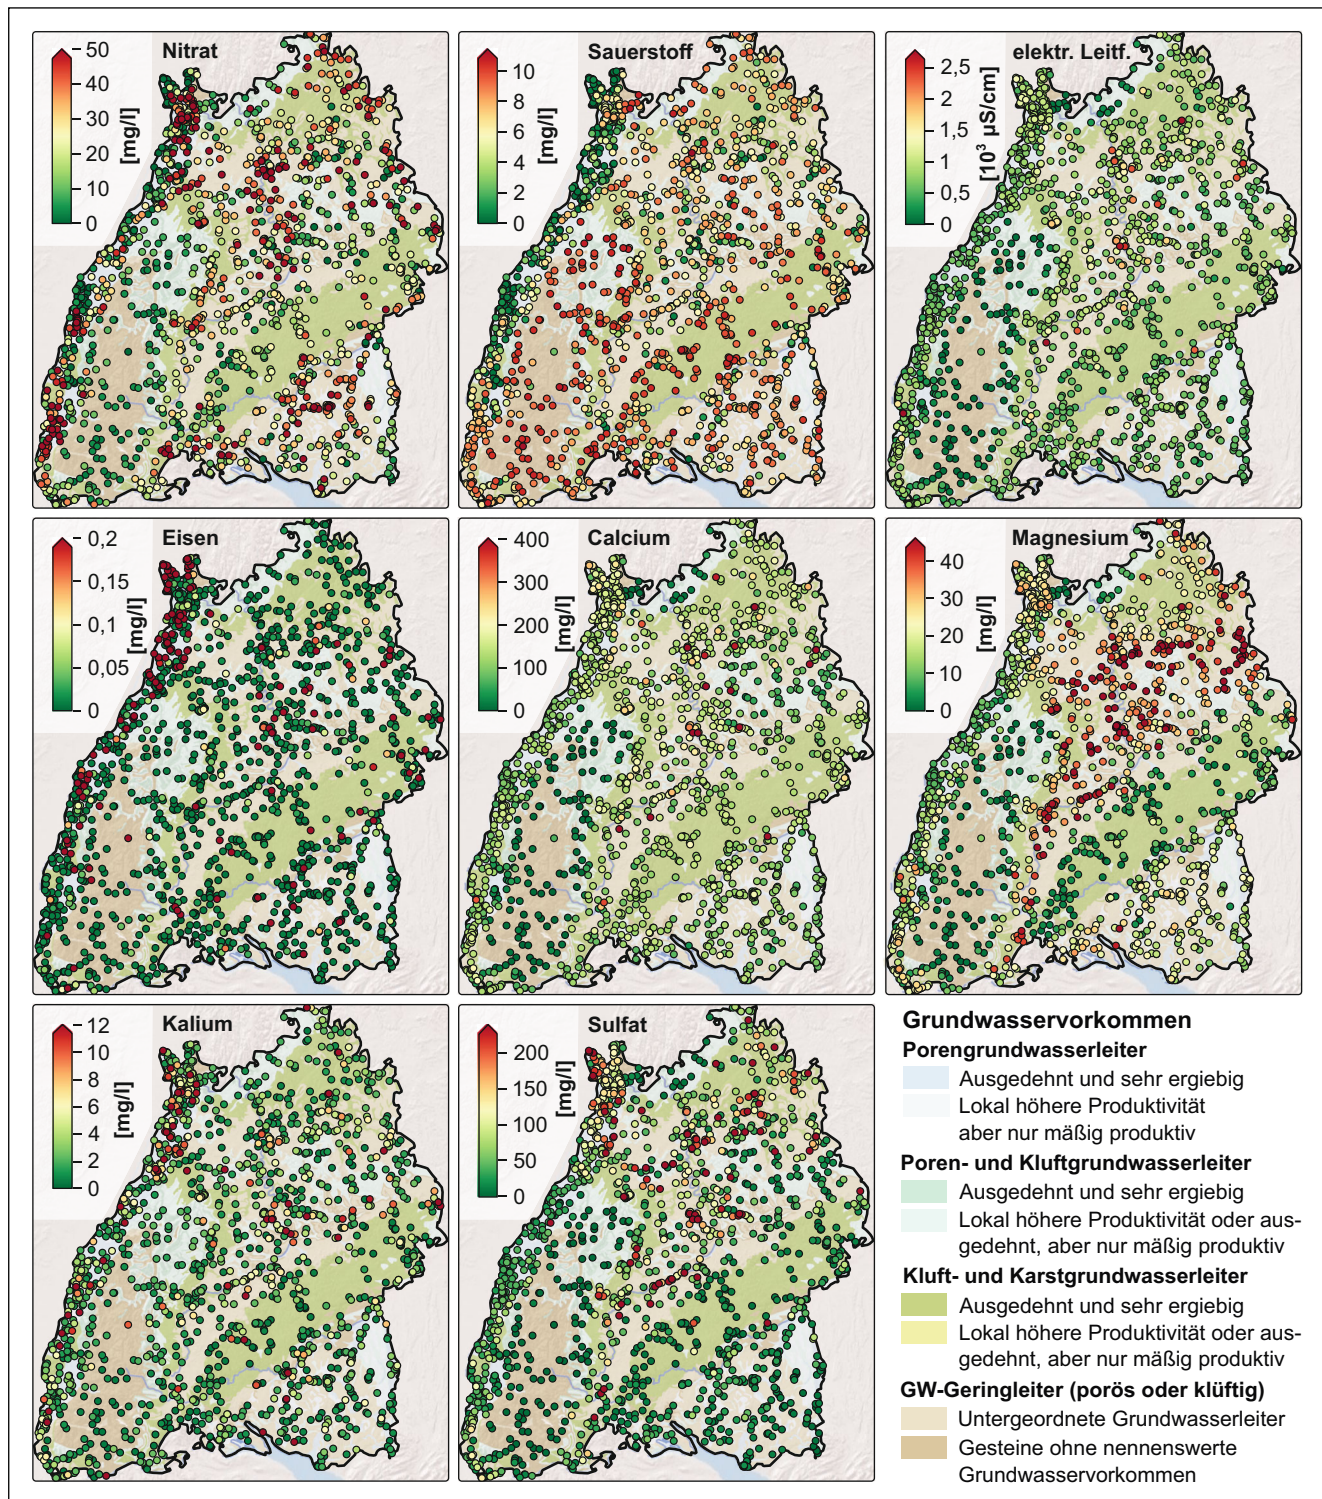 Nitrat
50
40
30
20
10
0
[mg/l]
Sauerstoff
10
8
6
4
2
0
[mg/l]
elektr. Leitf.
2,5
2
1,5
1
0,5
0
[10³ µS/cm]
Eisen
0,2
0,15
0,1
0,05
0
[mg/l]
Calcium
400
300
200
100
0
[mg/l]
Magnesium
40
30
20
10
0
[mg/l]
Kalium
12
10
8
6
4
2
0
[mg/l]
Sulfat
200
150
100
50
0
[mg/l]
Grundwasservorkommen
Porengrundwasserleiter
Ausgedehnt und sehr ergiebig
Lokal höhere Produktivität
aber nur mäßig produktiv
Poren- und Kluftgrundwasserleiter
Ausgedehnt und sehr ergiebig
Lokal höhere Produktivität oder aus-
gedehnt, aber nur mäßig produktiv
Kluft- und Karstgrundwasserleiter
Ausgedehnt und sehr ergiebig
Lokal höhere Produktivität oder aus-
gedehnt, aber nur mäßig produktiv
GW-Geringleiter (porös oder klüftig)
Untergeordnete Grundwasserleiter
Gesteine ohne nennenswerte
Grundwasservorkommen